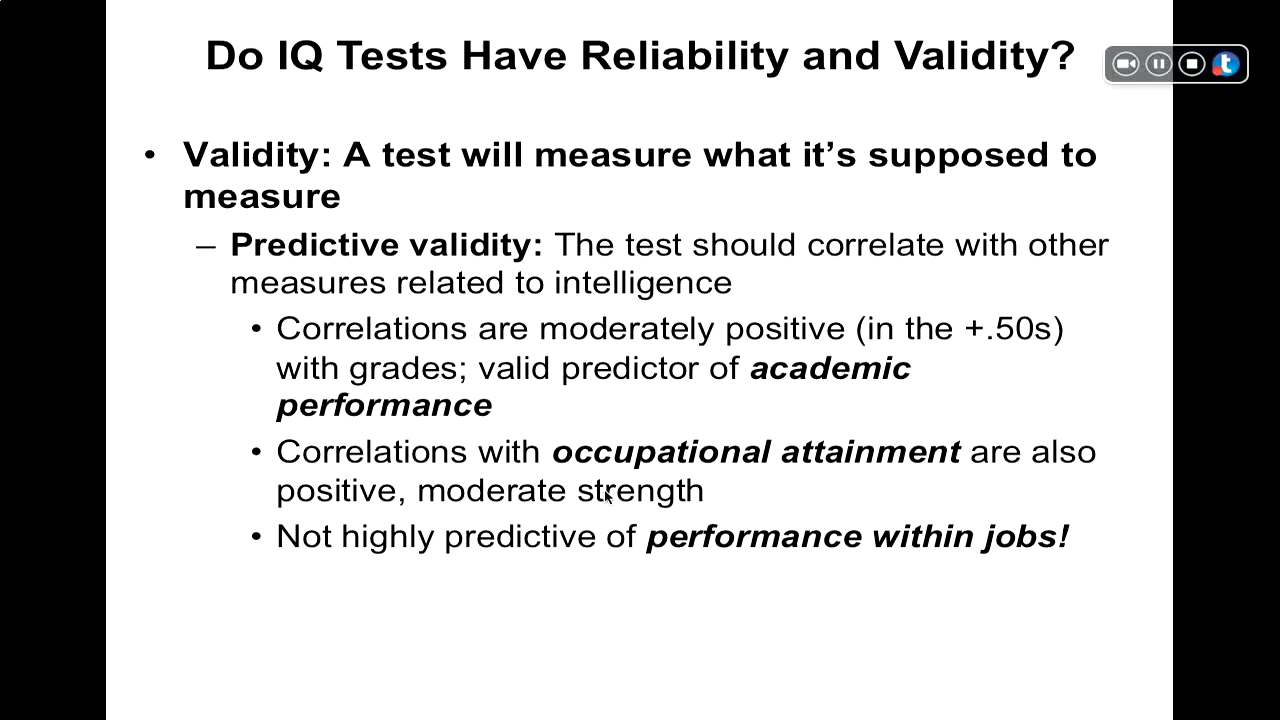 Do IQ Tests Have Reliability and Validity?
• Validity: A test will measure what it’s supposed to
measure
– Predictive validity: The test should correlate with other
measures related to intelligence
• Correlations are moderately positive (in the +.50s)
with grades; valid predictor of academic
performance
• Correlations with occupational attainment are also
positive, moderate strength
• Not highly predictive of performance within jobs!
t